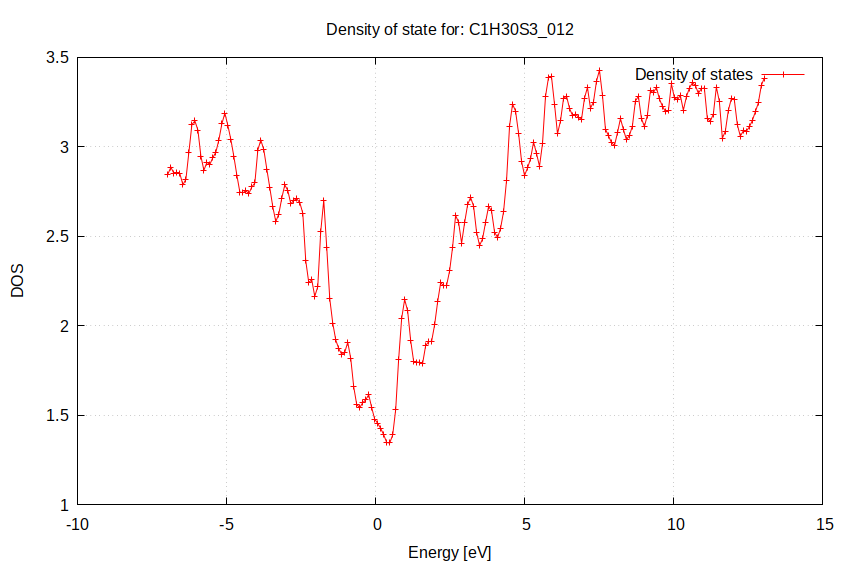 Density of state for: C1H30S3_012
3.5
Density of states
3
2.5
DOS
2
1.5
1
-10 -5 0 5 10 15
Energy [eV]